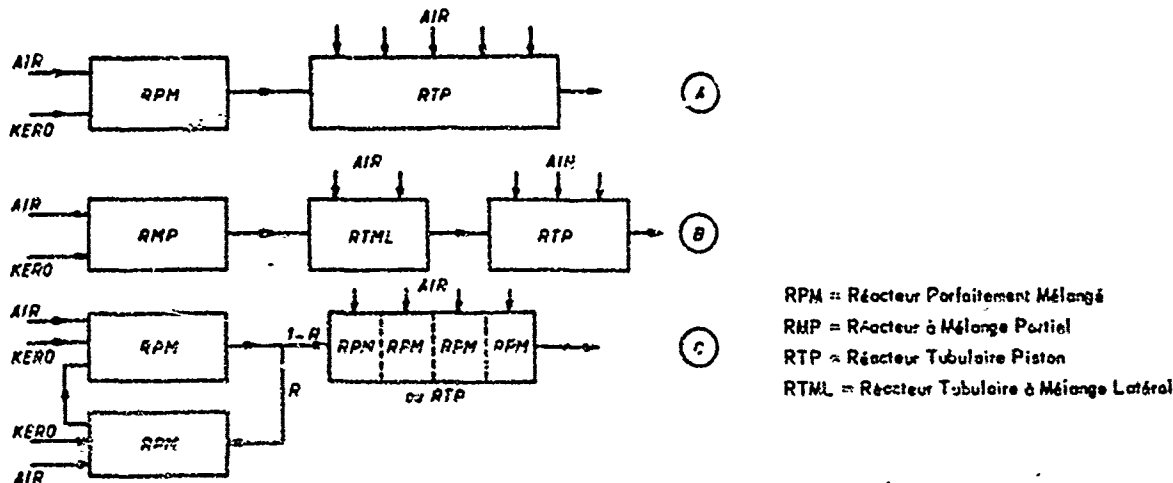 AIR
AIR
RPM
RTP
A
KERO
AIR
AIR
AIR
RMP
RTML
RTP
B
KERO
AIR
AIR
RPM
1-R
RPM
RPM
RPM
RPM
C
KERO
R
ou RTP
KERO
RPM
AIR
RPM = Réacteur Parfaitement Mélangé
RMP = Réacteur à Mélange Partiel
RTP = Réacteur Tubulaire Piston
RTML = Réacteur Tubulaire à Mélange Latéral